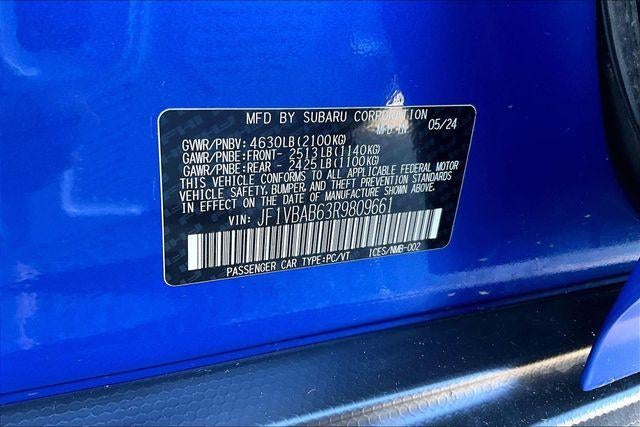 MFD BY SUBARU CORPORATION
MFD IN 05/24
GVWR/PNBV: 4630LB(2100KG)
GAWR/PNBE:FRONT- 2513LB(1140KG)
GAWR/PNBE:REAR - 2425LB(1100KG)
THIS VEHICLE CONFORMS TO ALL APPLICABLE FEDERAL MOTOR
VEHICLE SAFETY, BUMPER, AND THEFT PREVENTION STANDARDS
IN EFFECT ON THE DATE OF MANUFACTURE SHOWN ABOVE.
VIN: JF1VBAB63R9809661
PASSENGER CAR TYPE:PC/VT ICES/NMB-002